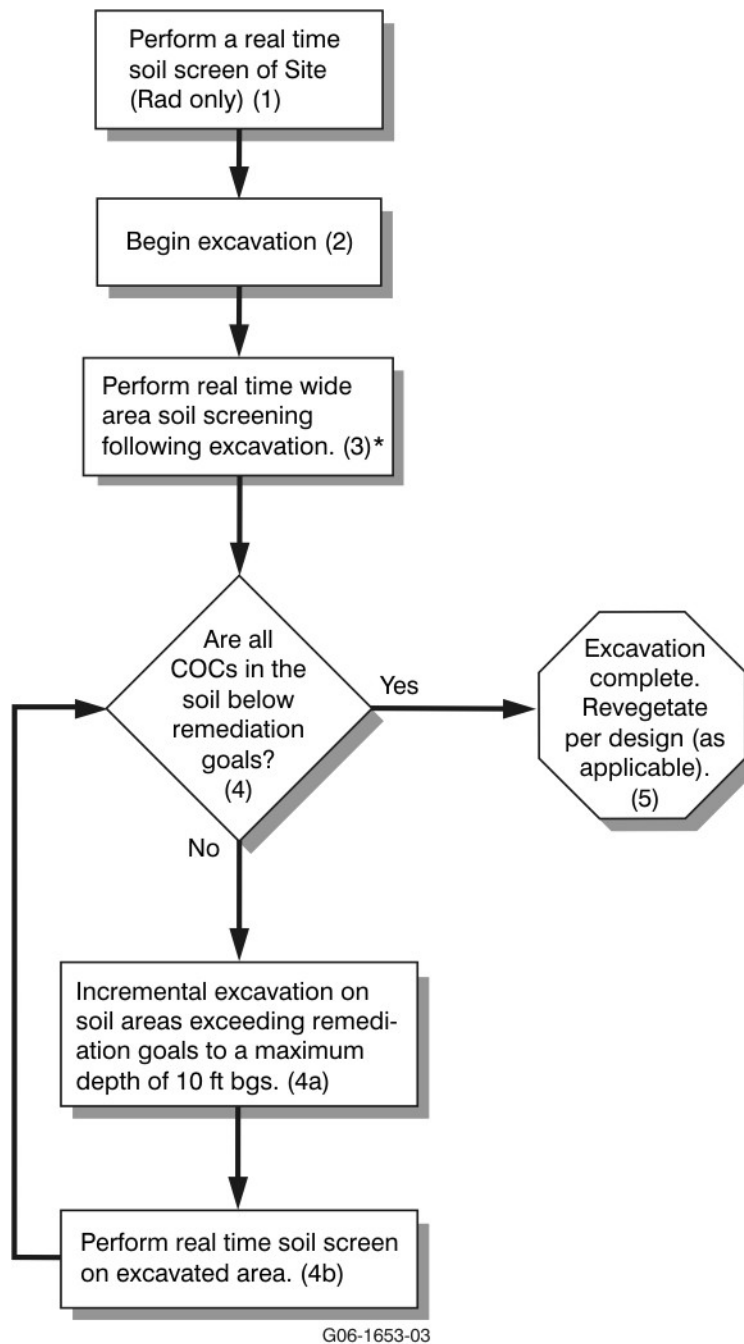 Perform a real time
soil screen of Site
(Rad only) (1)
Begin excavation (2)
Perform real time wide
area soil screening
following excavation. (3)*
Are all
COCs in the
soil below
remediation
goals?
(4)
Yes
Excavation
complete.
Revegetate
per design (as
applicable).
(5)
No
Incremental excavation on
soil areas exceeding remedi-
ation goals to a maximum
depth of 10 ft bgs. (4a)
Perform real time soil screen
on excavated area. (4b)
G06-1653-03